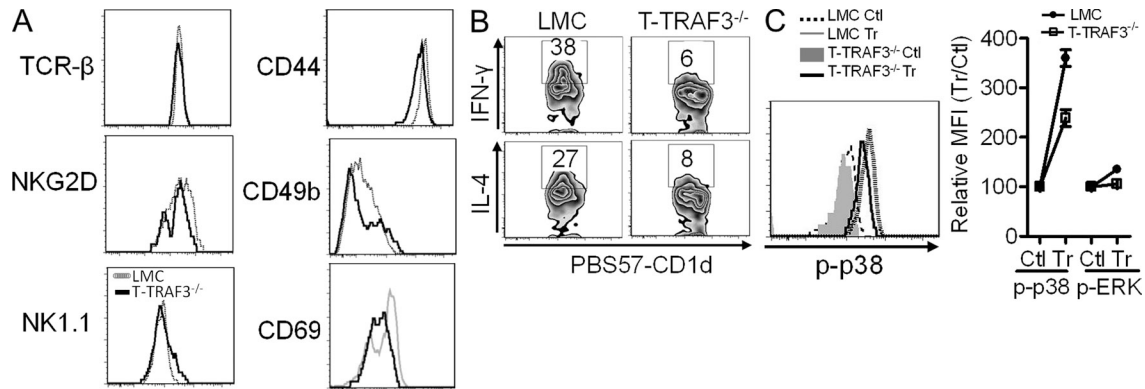 A
TCR-β
CD44
NKG2D
CD49b
NK1.1
LMC
T-TRAF3-/-
CD69
B
LMC
T-TRAF3-/-
IFN-γ
38
6
IL-4
27
8
PBS57-CD1d
C
LMC Ctl
LMC Tr
T-TRAF3-/- Ctl
T-TRAF3-/- Tr
p-p38
LMC
T-TRAF3-/-
Relative MFI (Tr/Ctl)
400
300
200
100
0
Ctl Tr Ctl Tr
p-p38 p-ERK